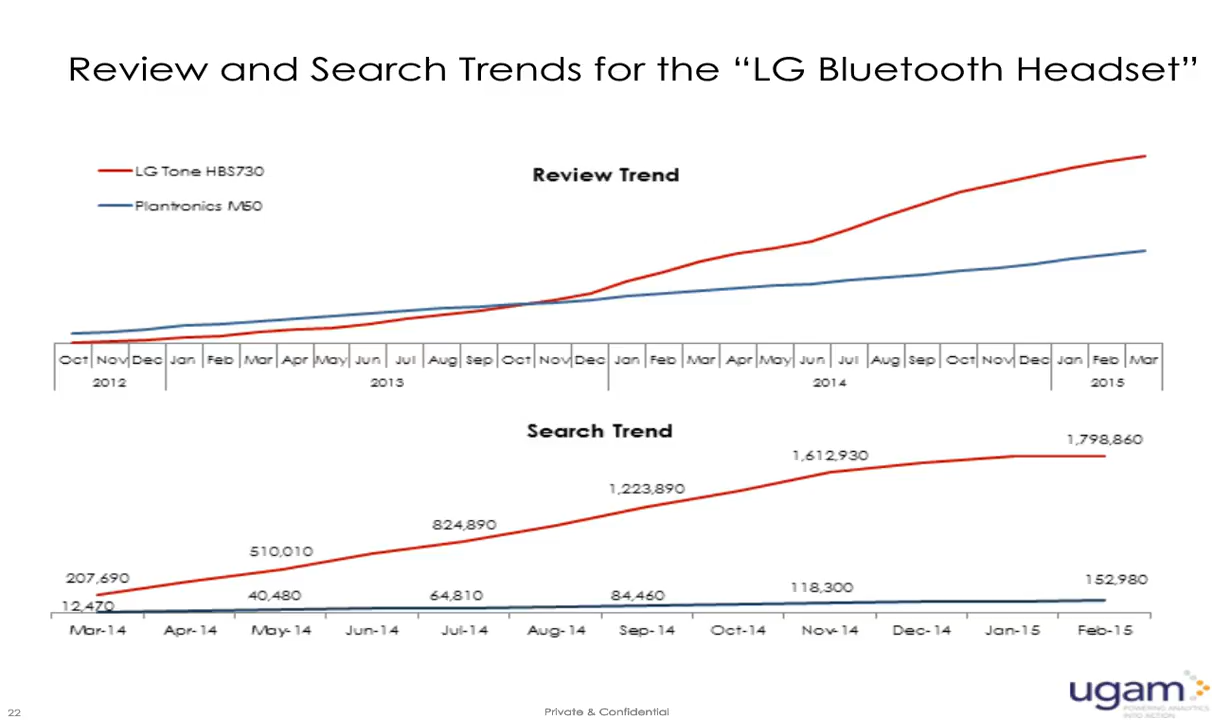 Review and Search Trends for the “LG Bluetooth Headset”
LG Tone HBS730
Plantronics M50
Review Trend
Oct Nov Dec Jan Feb Mar Apr May Jun Jul Aug Sep Oct Nov Dec Jan Feb Mar Apr May Jun Jul Aug Sep Oct Nov Dec Jan Feb Mar
2012 2013 2014 2015
Search Trend
1,798,860
1,612,930
1,223,890
824,890
510,010
207,690
12,470 40,480 64,810 84,460 118,300 152,980
Mar-14 Apr-14 May-14 Jun-14 Jul-14 Aug-14 Sep-14 Oct-14 Nov-14 Dec-14 Jan-15 Feb-15
ugam
POWERING ANALYTICS
INTO ACTION
22 Private & Confidential